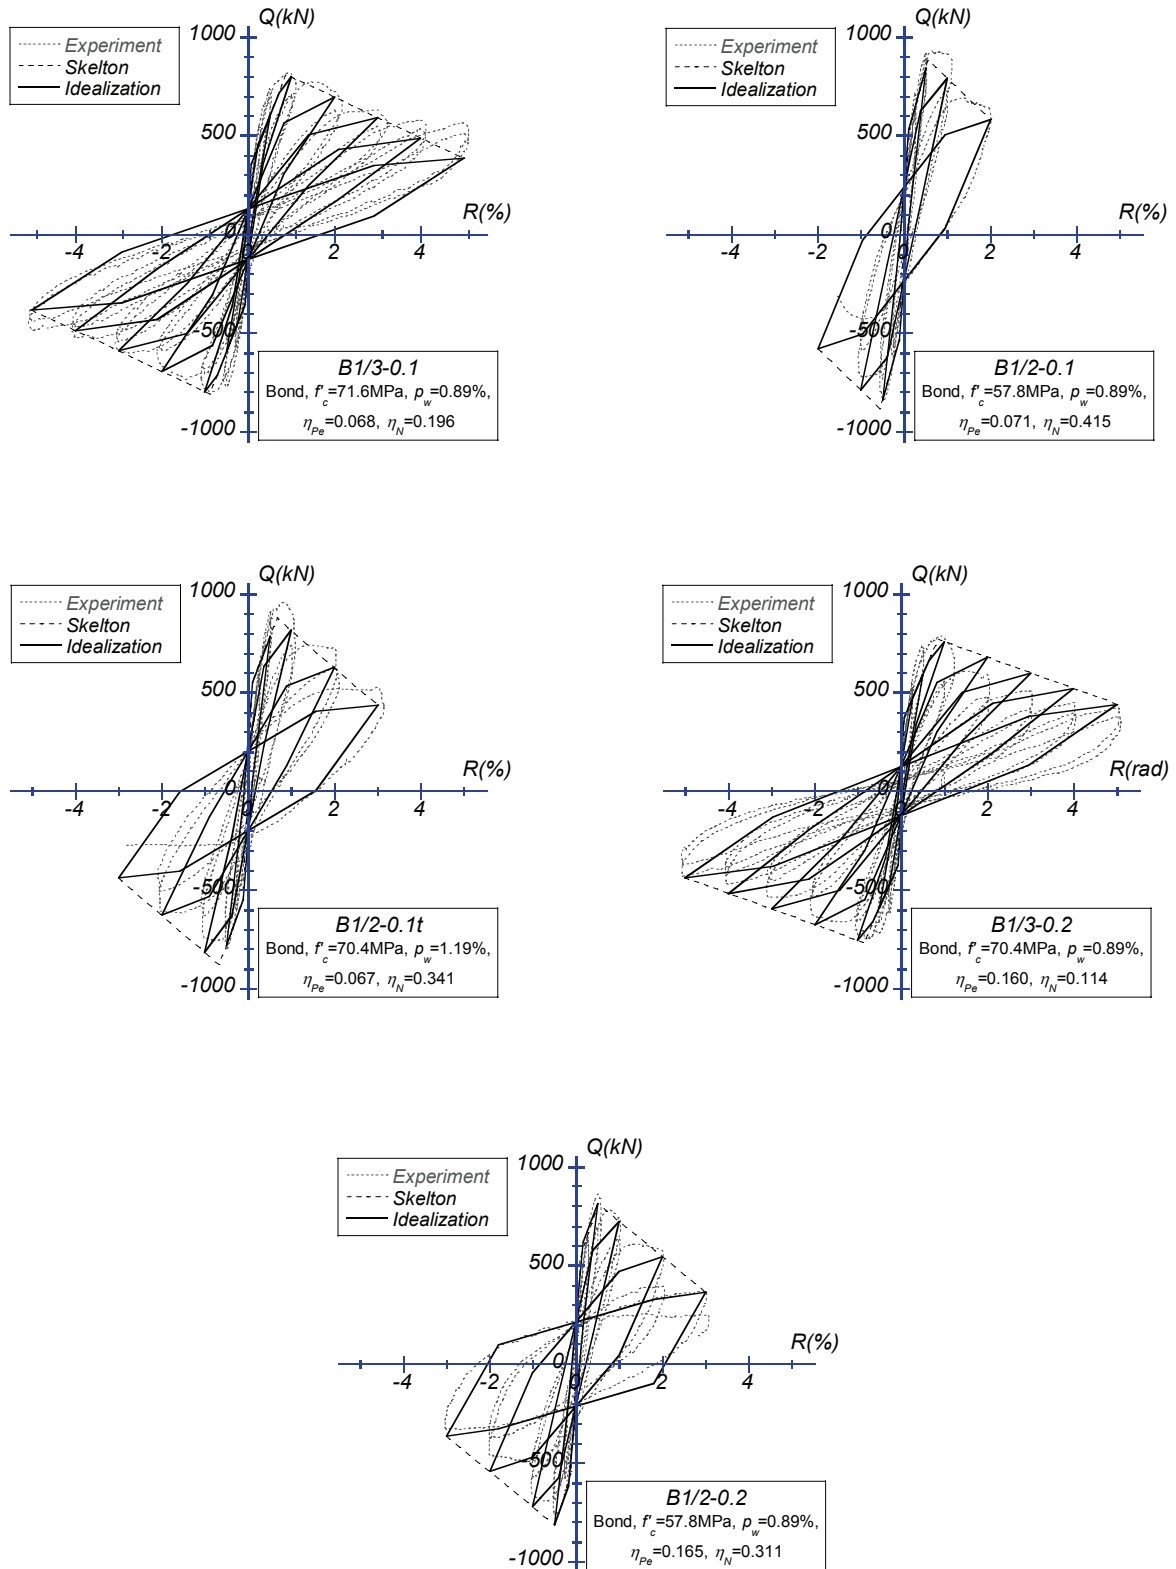 Q(kN)
1000
Experiment
Skelton
Idealization
500
R(%)
0
-4
-2
0
2
4
-500
B1/3-0.1
Bond, f'c=71.6MPa, pw=0.89%,
ηPe=0.068, ηN=0.196
-1000
Q(kN)
1000
Experiment
Skelton
Idealization
500
R(%)
0
-4
-2
0
2
4
-500
B1/2-0.1
Bond, f'c=57.8MPa, pw=0.89%,
ηPe=0.071, ηN=0.415
-1000
Q(kN)
1000
Experiment
Skelton
Idealization
500
R(%)
0
-4
-2
0
2
4
-500
B1/2-0.1t
Bond, f'c=70.4MPa, pw=1.19%,
ηPe=0.067, ηN=0.341
-1000
Q(kN)
1000
Experiment
Skelton
Idealization
500
R(rad)
0
-4
-2
0
2
4
-500
B1/3-0.2
Bond, f'c=70.4MPa, pw=0.89%,
ηPe=0.160, ηN=0.114
-1000
Q(kN)
1000
Experiment
Skelton
Idealization
500
R(%)
0
-4
-2
0
2
4
-500
B1/2-0.2
Bond, f'c=57.8MPa, pw=0.89%,
ηPe=0.165, ηN=0.311
-1000